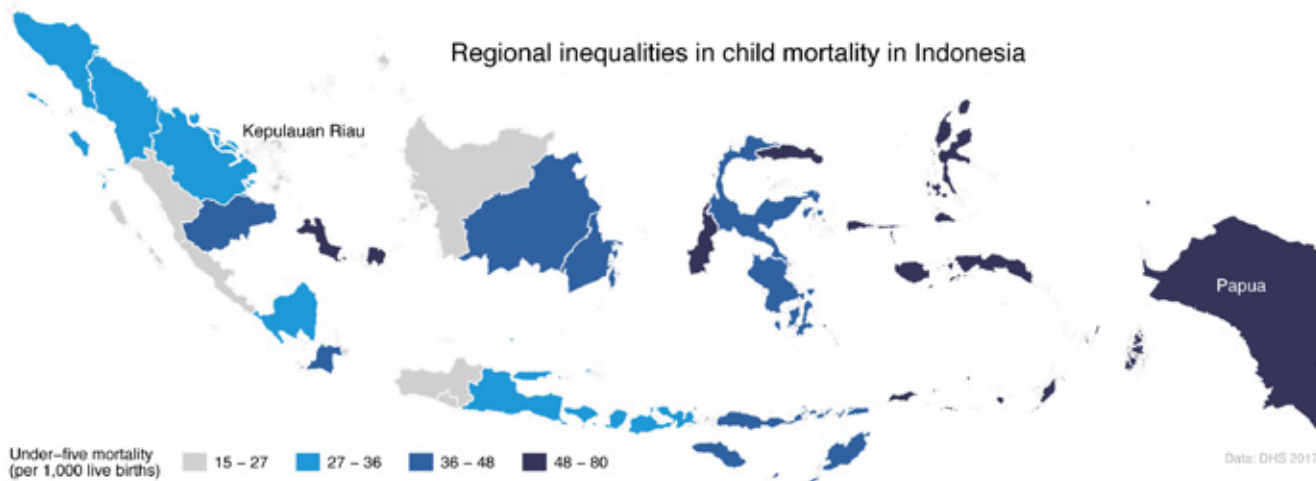 Regional inequalities in child mortality in Indonesia
Kepulauan Riau
Papua
Under−five mortality
(per 1,000 live births)
15 − 27
27 − 36
36 − 48
48 − 80
Data: DHS 2017